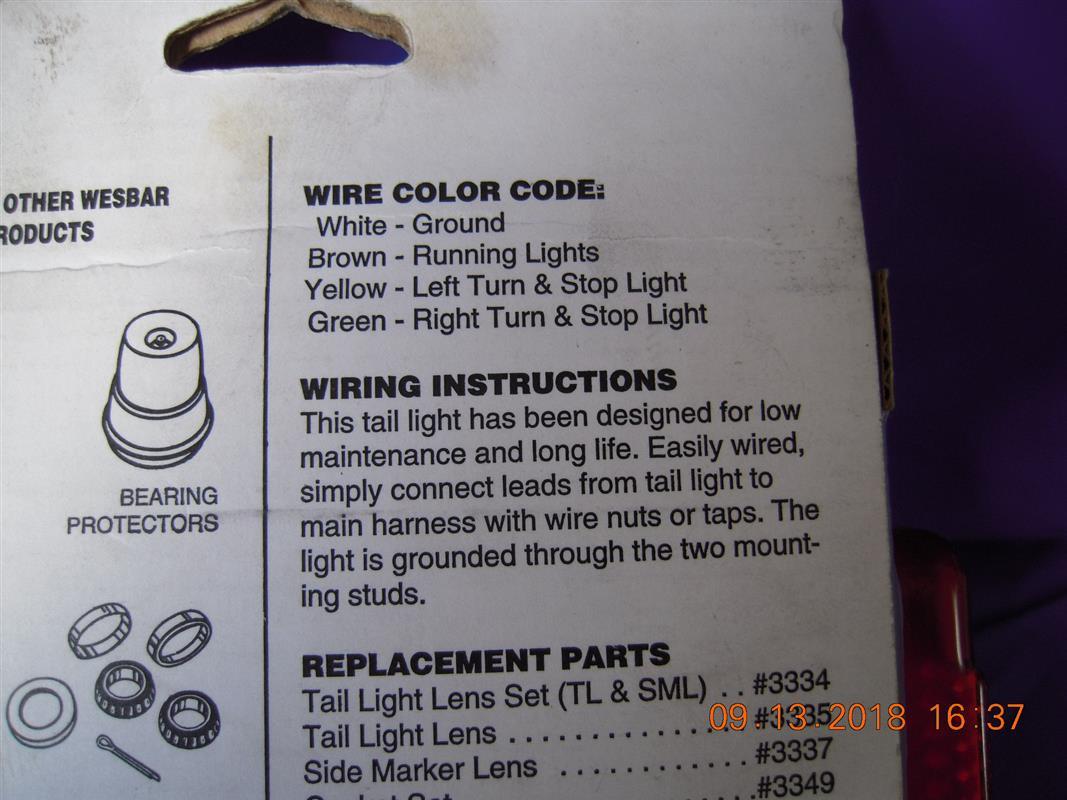 OTHER WESBAR
RODUCTS
BEARING
PROTECTORS
WIRE COLOR CODE:
White - Ground
Brown - Running Lights
Yellow - Left Turn & Stop Light
Green - Right Turn & Stop Light
WIRING INSTRUCTIONS
This tail light has been designed for low
maintenance and long life. Easily wired,
simply connect leads from tail light to
main harness with wire nuts or taps. The
light is grounded through the two mount-
ing studs.
REPLACEMENT PARTS
Tail Light Lens Set (TL & SML) . . #3334
Tail Light Lens . . . . . . . . . . . . . . . . #3335
Side Marker Lens . . . . . . . . . . . . #3337
#3349
09 13 2018 16:37